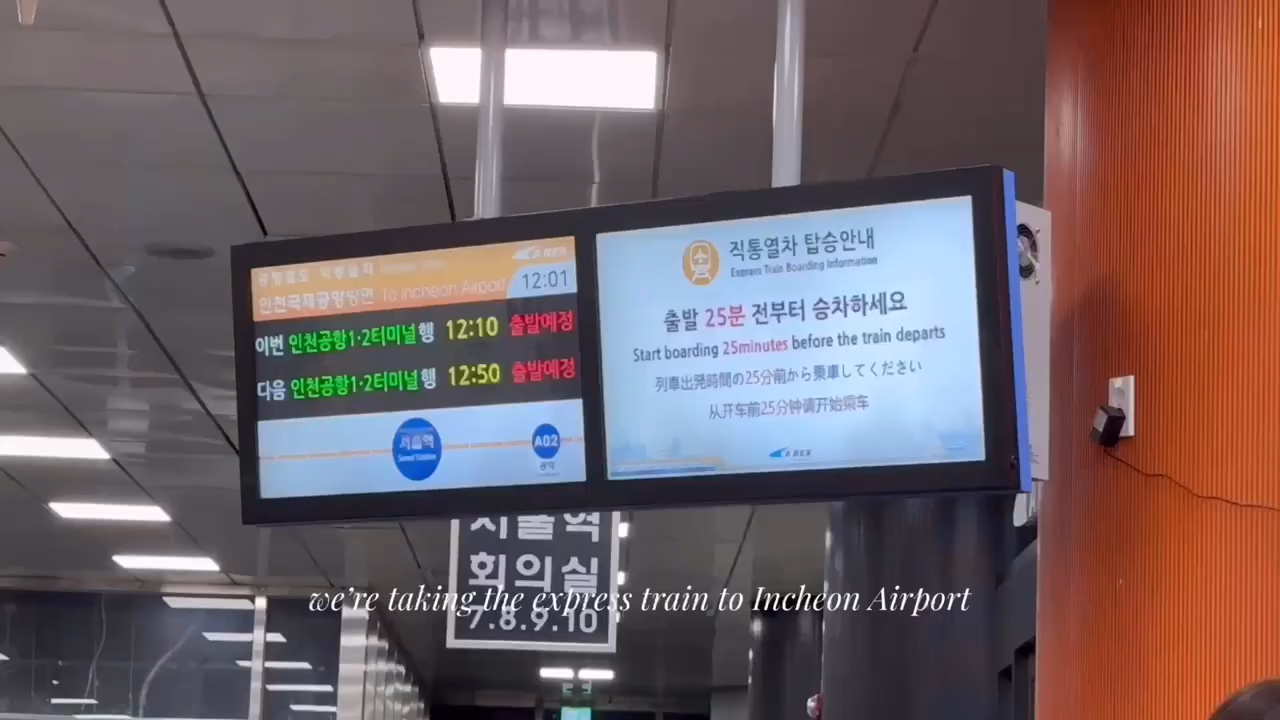 인천국제공항방면 To Incheon Airport
12:01
이번 인천공항1·2터미널행 12:10 출발예정
다음 인천공항1·2터미널행 12:50 출발예정
서울역
Seoul Station
A02
직통열차 탑승안내
Express Train Boarding Information
출발 25분 전부터 승차하세요
Start boarding 25minutes before the train departs
列車出発時間の25分前から乗車してください
从开车前25分钟请开始乘车
AREX
서울역
회의실
7.8.9.10
we're taking the express train to Incheon Airport